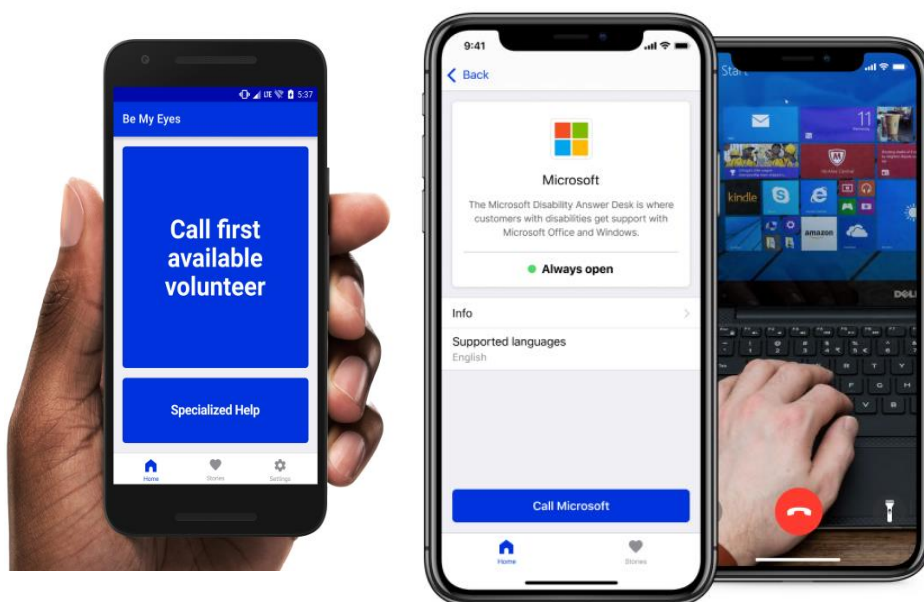 LTE 5:37
Be My Eyes
Call first
available
volunteer
Specialized Help
Home
Stories
Settings
9:41
Back
Microsoft
The Microsoft Disability Answer Desk is where
customers with disabilities get support with
Microsoft Office and Windows.
Always open
Info
Supported languages
English
Call Microsoft
Home
Stories
Start
11
kindle
amazon
DELL